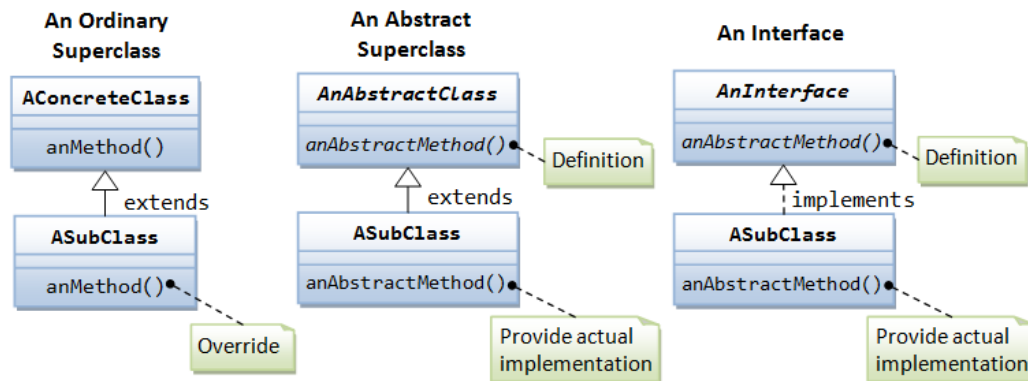 An Ordinary
Superclass
AConcreteClass
anMethod()
extends
ASubClass
anMethod()
Override
An Abstract
Superclass
AnAbstractClass
anAbstractMethod()
Definition
extends
ASubClass
anAbstractMethod()
Provide actual
implementation
An Interface
AnInterface
anAbstractMethod()
Definition
implements
ASubClass
anAbstractMethod()
Provide actual
implementation